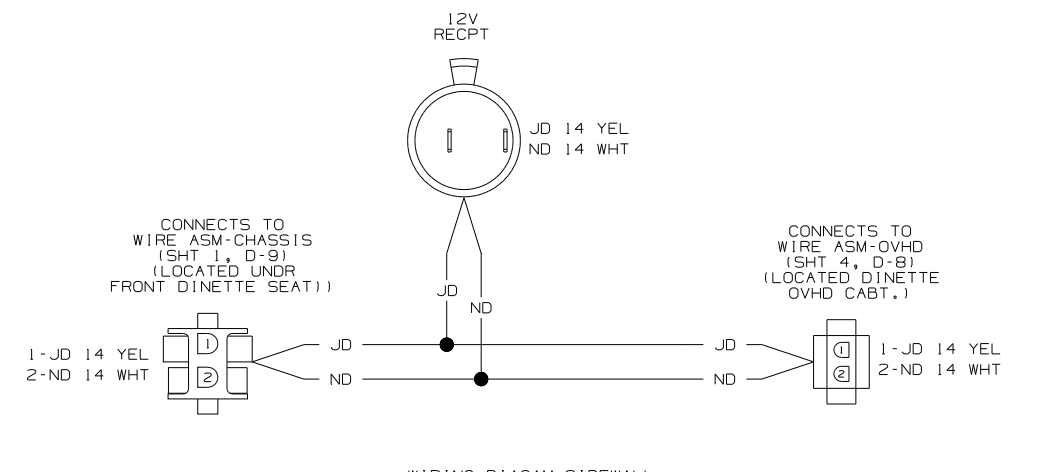 12V
RECPT
JD 14 YEL
ND 14 WHT
CONNECTS TO
WIRE ASM-CHASSIS
(SHT 1, D-9)
(LOCATED UNDR
FRONT DINETTE SEAT))
CONNECTS TO
WIRE ASM-OVHD
(SHT 4, D-8)
(LOCATED DINETTE
OVHD CABT.)
JD
ND
1-JD 14 YEL
2-ND 14 WHT
1
2
JD
ND
JD
ND
1
2
1-JD 14 YEL
2-ND 14 WHT